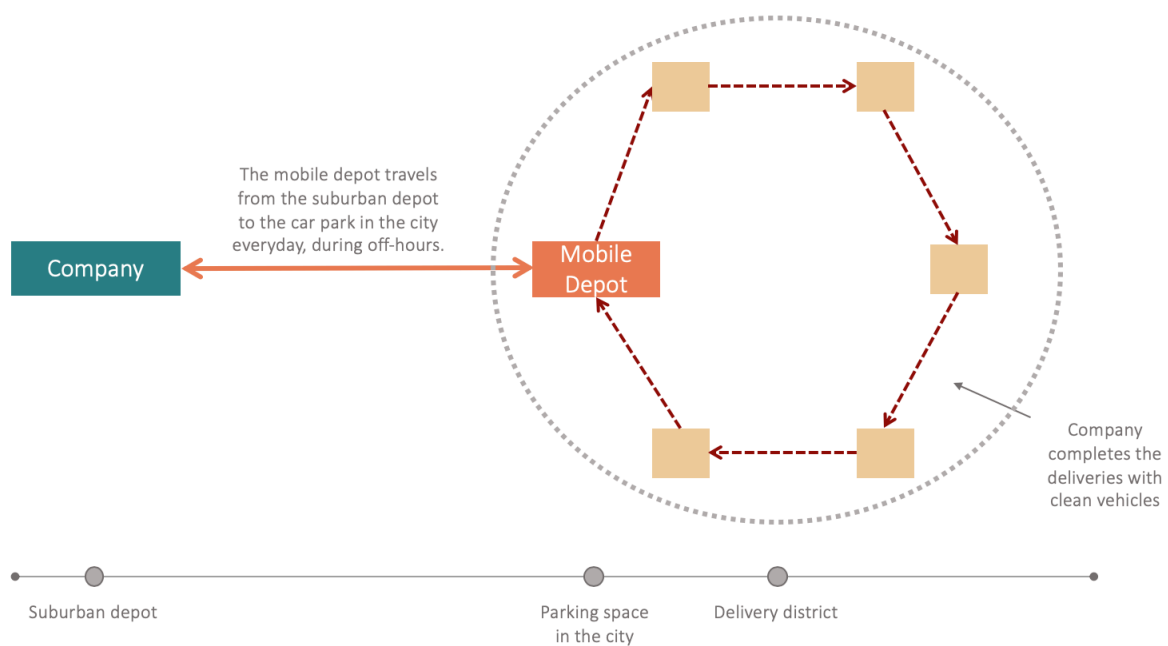 The mobile depot travels
from the suburban depot
to the car park in the city
everyday, during off-hours.
Company
Mobile
Depot
Company
completes the
deliveries with
clean vehicles
Suburban depot
Parking space
in the city
Delivery district